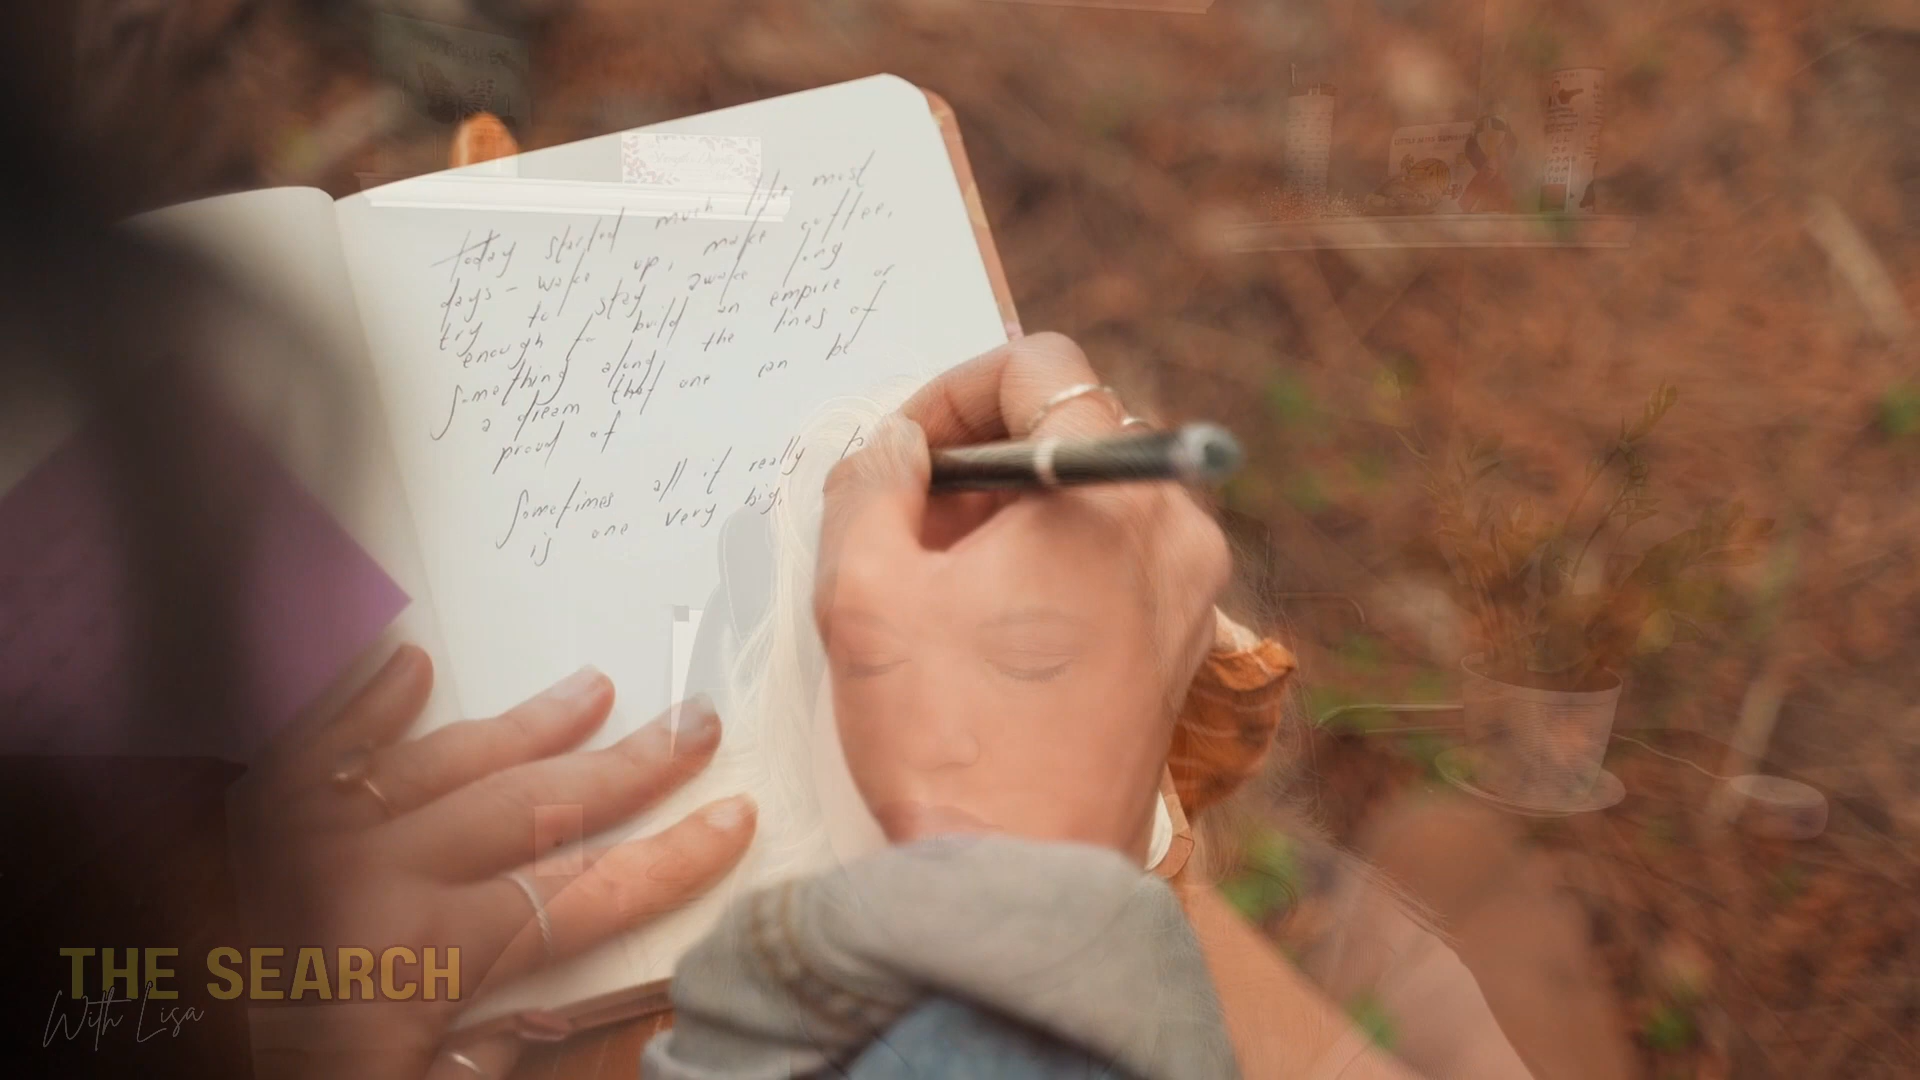 today started much like most
days - wake up, make coffee,
try to stay awake long
enough to build an empire or
something along the lines of
a dream that one can be
proud of
Sometimes all it really
is one very big,
THE SEARCH
With Lisa